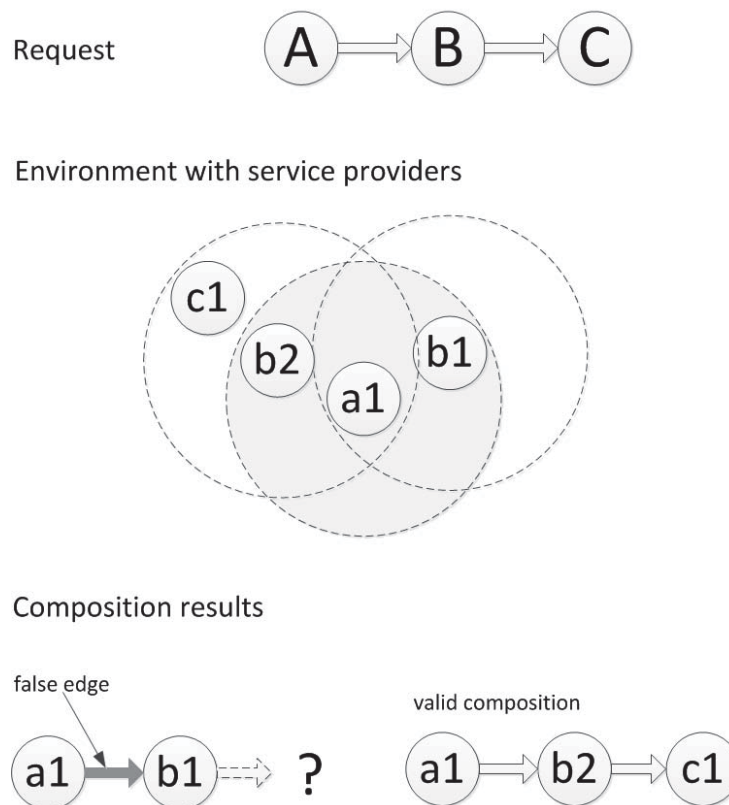 Request A B C
Environment with service providers
c1
b2 b1
a1
Composition results
false edge
valid composition
a1 b1 ? a1 b2 c1